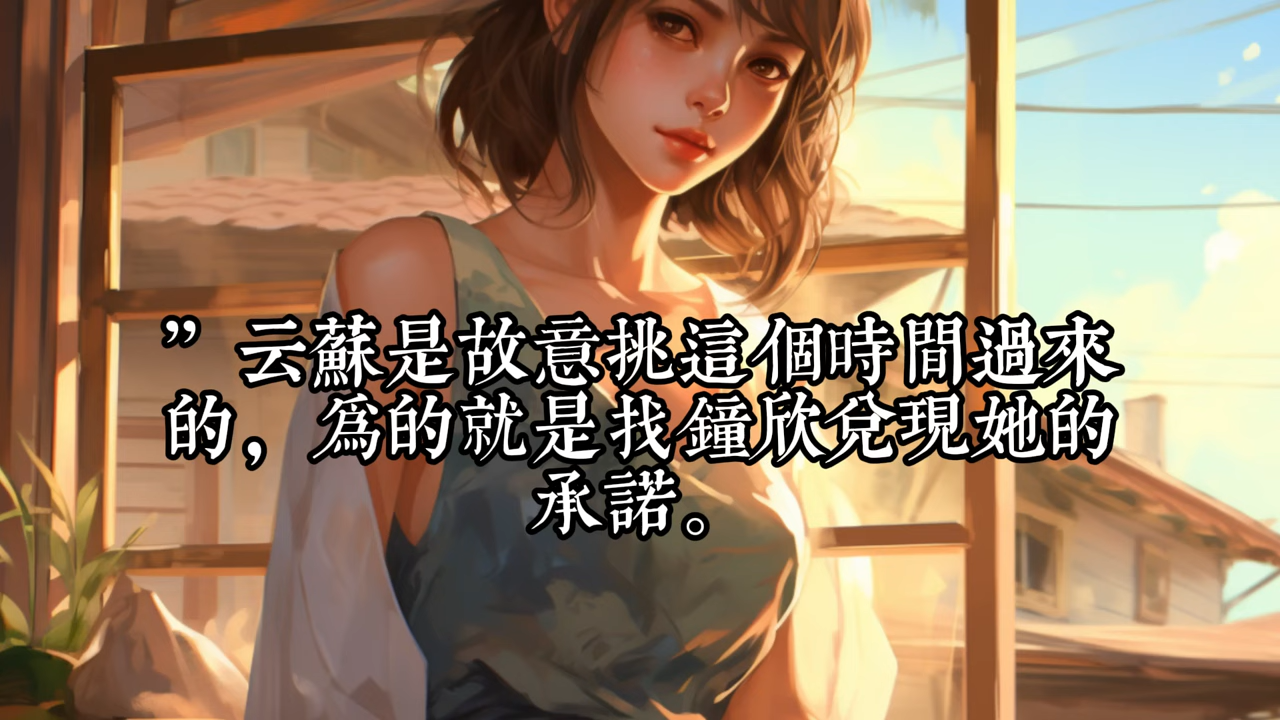 ”云蘇是故意挑這個時間過來
的，爲的就是找鐘欣兌現她的
承諾。